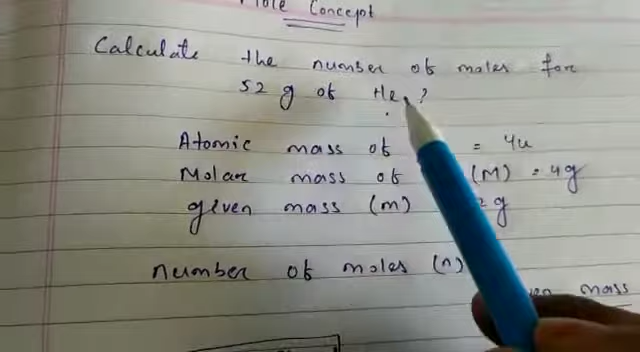 Mole Concept
Calculate the number of moles for
52 g of He ?
Atomic mass of = 4u
Molar mass of (M) = 4g
given mass (m) 2g
number of moles (n)
mass